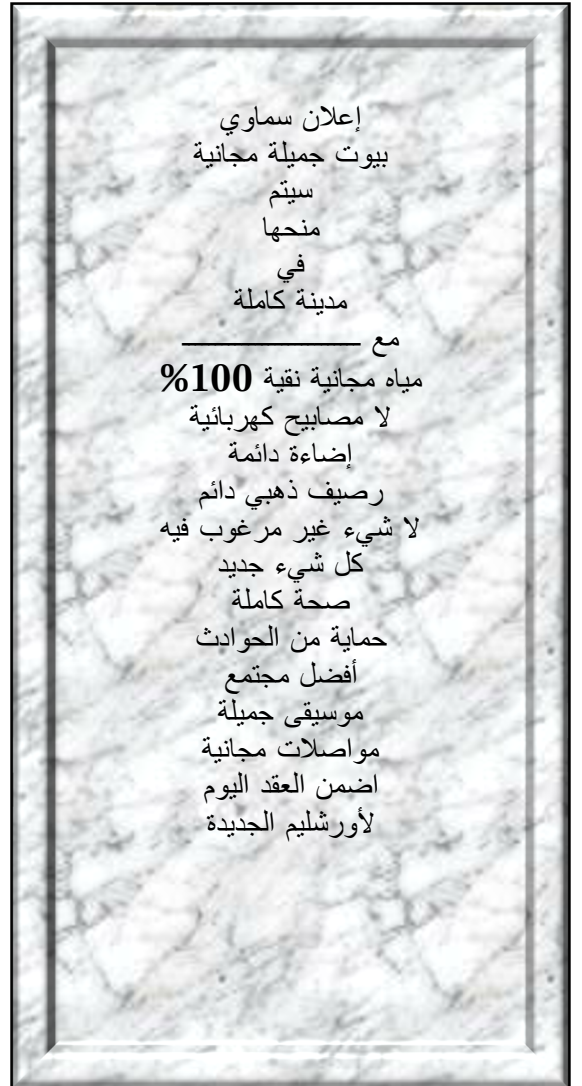 إعلان سماوي
بيوت جميلة مجانية
سيتم
منحها
في
مدينة كاملة
مع ــــــــــــــــــــ
مياه مجانية نقية 100%
لا مصابيح كهربائية
إضاءة دائمة
رصيف ذهبي دائم
لا شيء غير مرغوب فيه
كل شيء جديد
صحة كاملة
حماية من الحوادث
أفضل مجتمع
موسيقى جميلة
مواصلات مجانية
اضمن العقد اليوم
لأورشليم الجديدة